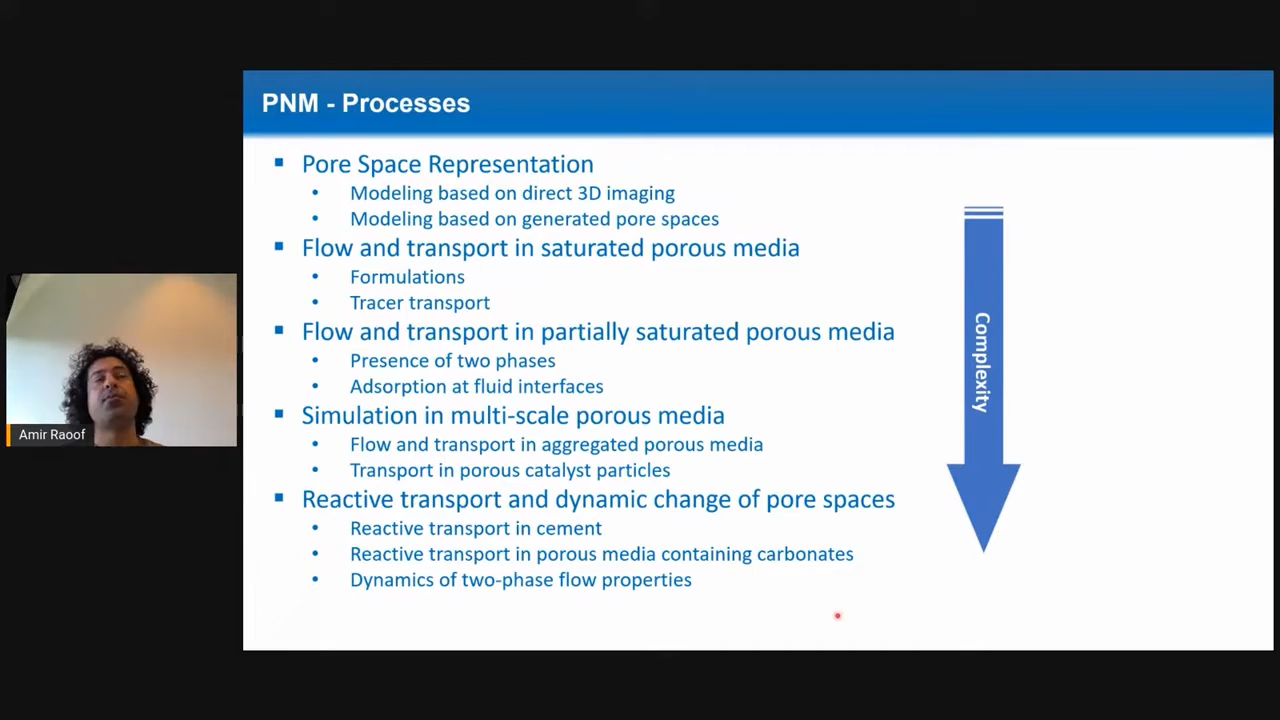 PNM - Processes
▪ Pore Space Representation
• Modeling based on direct 3D imaging
• Modeling based on generated pore spaces
▪ Flow and transport in saturated porous media
• Formulations
• Tracer transport
▪ Flow and transport in partially saturated porous media
• Presence of two phases
• Adsorption at fluid interfaces
▪ Simulation in multi-scale porous media
• Flow and transport in aggregated porous media
• Transport in porous catalyst particles
▪ Reactive transport and dynamic change of pore spaces
• Reactive transport in cement
• Reactive transport in porous media containing carbonates
• Dynamics of two-phase flow properties
Complexity
Amir Raoof